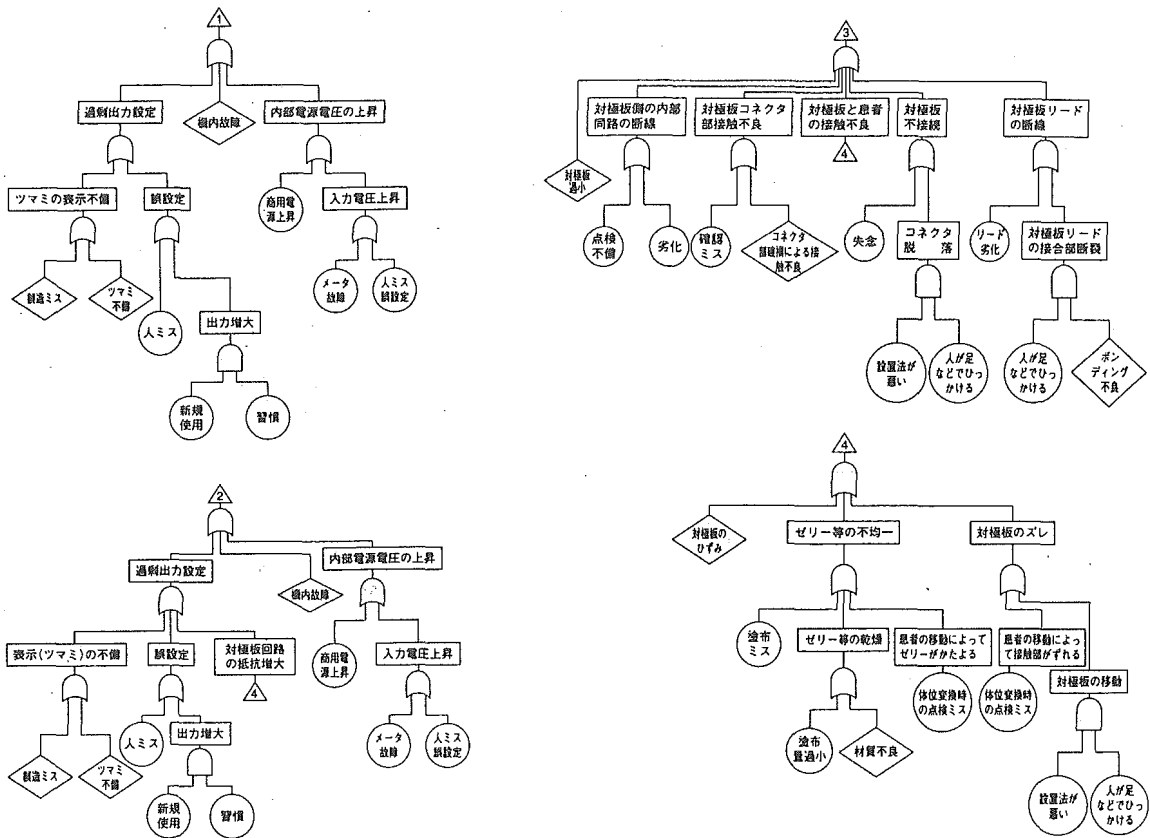 1
過剰出力設定
機内故障
内部電源電圧の上昇
ツマミの表示不備
誤設定
商用電
源上昇
入力電圧上昇
創造ミス
ツマミ
不備
人ミス
出力増大
メータ
故障
人ミス
誤設定
新規
使用
習慣
2
過剰出力設定
機内故障
内部電源電圧の上昇
表示(ツマミ)の不備
誤設定
対極板回路
の抵抗増大
4
商用電
源上昇
入力電圧上昇
人ミス
出力増大
創造ミス
ツマミ
不備
メータ
故障
人ミス
誤設定
新規
使用
習慣
3
対極板
過小
対極板側の内部
同路の断線
対極板コネクタ
部接触不良
対極板と患者
の接触不良
4
対極板
不接続
対極板リード
の断線
点検
不備
劣化
確認
ミス
コネクタ
部破損による接
触不良
失念
コネクタ
脱落
リード
劣化
対極板リード
の接合部断裂
設置法が
悪い
人が足
などでひっ
かける
人が足
などでひっ
かける
ボン
ディング
不良
4
対極板の
ひずみ
ゼリー等の不均一
対極板のズレ
塗布
ミス
ゼリー等の乾燥
患者の移動によって
ゼリーがかたよる
患者の移動によっ
て接触部がずれる
体位変換時
の点検ミス
体位変換時
の点検ミス
対極板の移動
塗布
量過小
材質不良
設置法が
悪い
人が足
などでひっ
かける